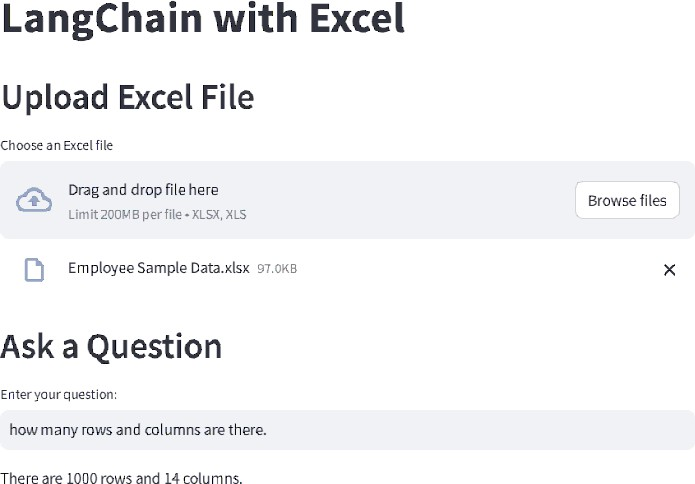 LangChain with Excel
Upload Excel File
Choose an Excel file
Drag and drop file here
Limit 200MB per file • XLSX, XLS
Browse files
Employee Sample Data.xlsx 97.0KB
Ask a Question
Enter your question:
how many rows and columns are there.
There are 1000 rows and 14 columns.